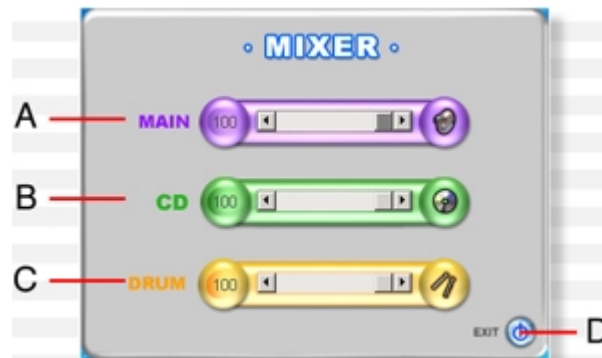 MIXER
A MAIN 100
B CD 100
C DRUM 100
EXIT D